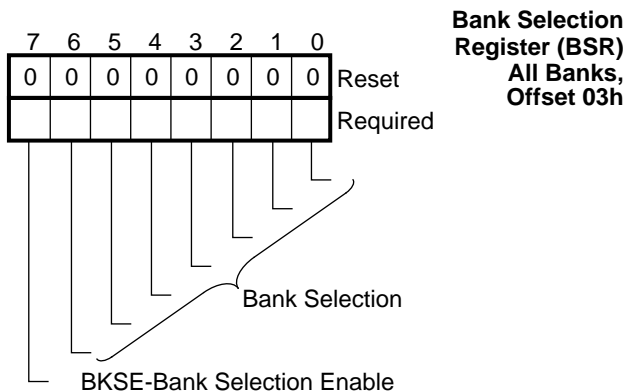 Bank Selection
Register (BSR)
All Banks,
Offset 03h
7 6 5 4 3 2 1 0
0 0 0 0 0 0 0 0 Reset
Required
Bank Selection
BKSE-Bank Selection Enable